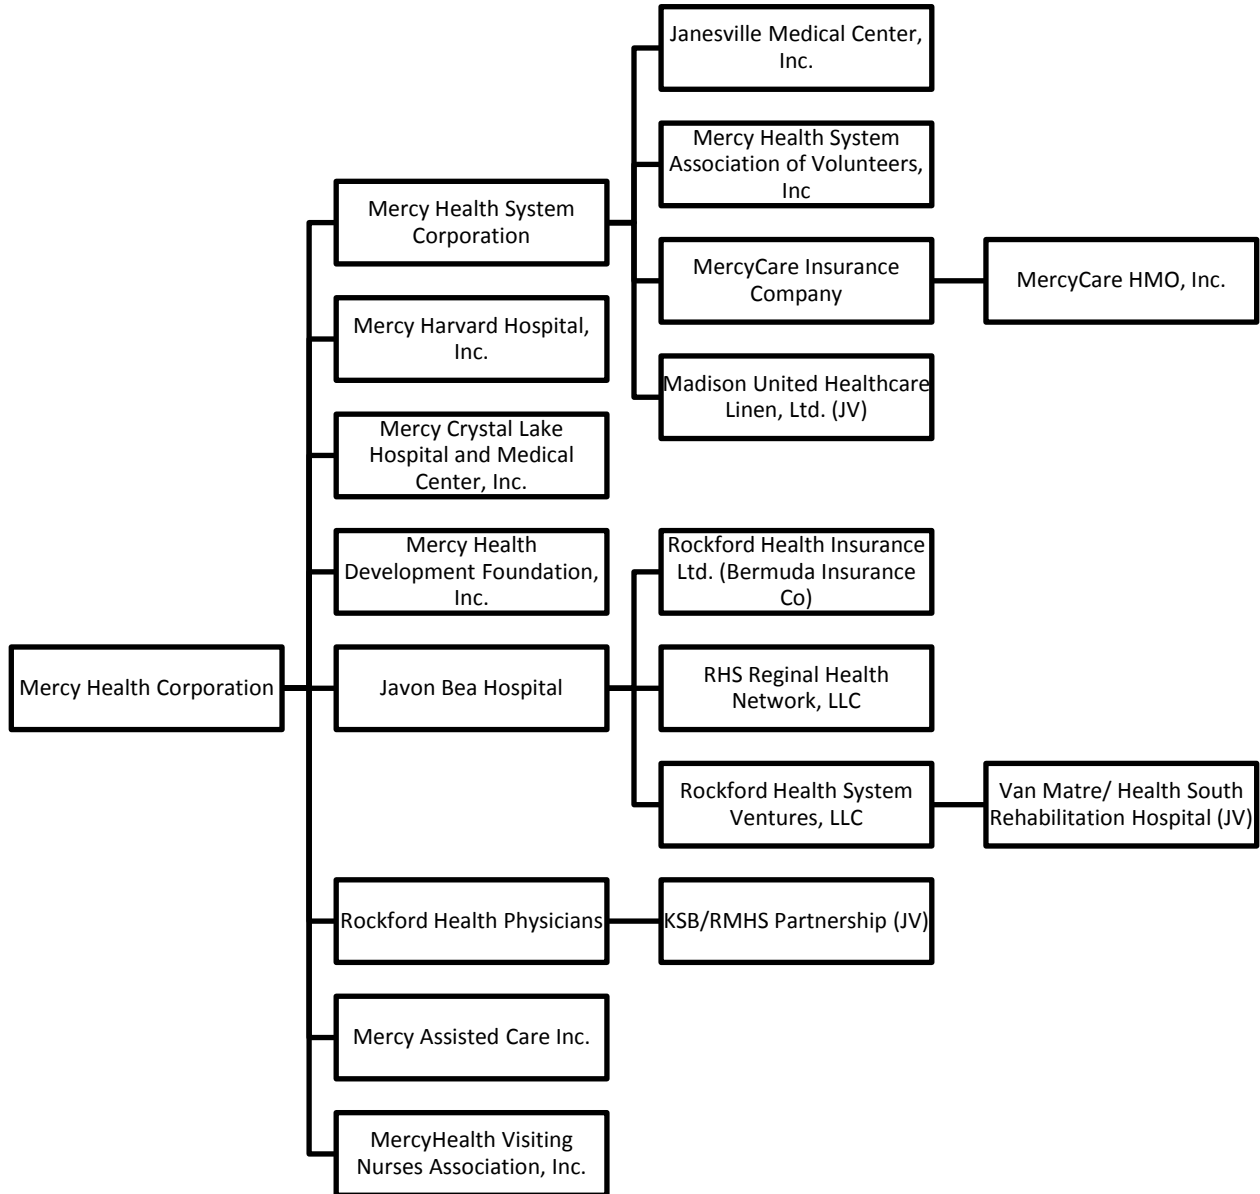 Janesville Medical Center,
Inc.
Mercy Health System
Association of Volunteers,
Inc
Mercy Health System
Corporation
MercyCare Insurance
Company
MercyCare HMO, Inc.
Mercy Harvard Hospital,
Inc.
Madison United Healthcare
Linen, Ltd. (JV)
Mercy Crystal Lake
Hospital and Medical
Center, Inc.
Mercy Health
Development Foundation,
Inc.
Rockford Health Insurance
Ltd. (Bermuda Insurance
Co)
Mercy Health Corporation
Javon Bea Hospital
RHS Reginal Health
Network, LLC
Rockford Health System
Ventures, LLC
Van Matre/ Health South
Rehabilitation Hospital (JV)
Rockford Health Physicians
KSB/RMHS Partnership (JV)
Mercy Assisted Care Inc.
MercyHealth Visiting
Nurses Association, Inc.